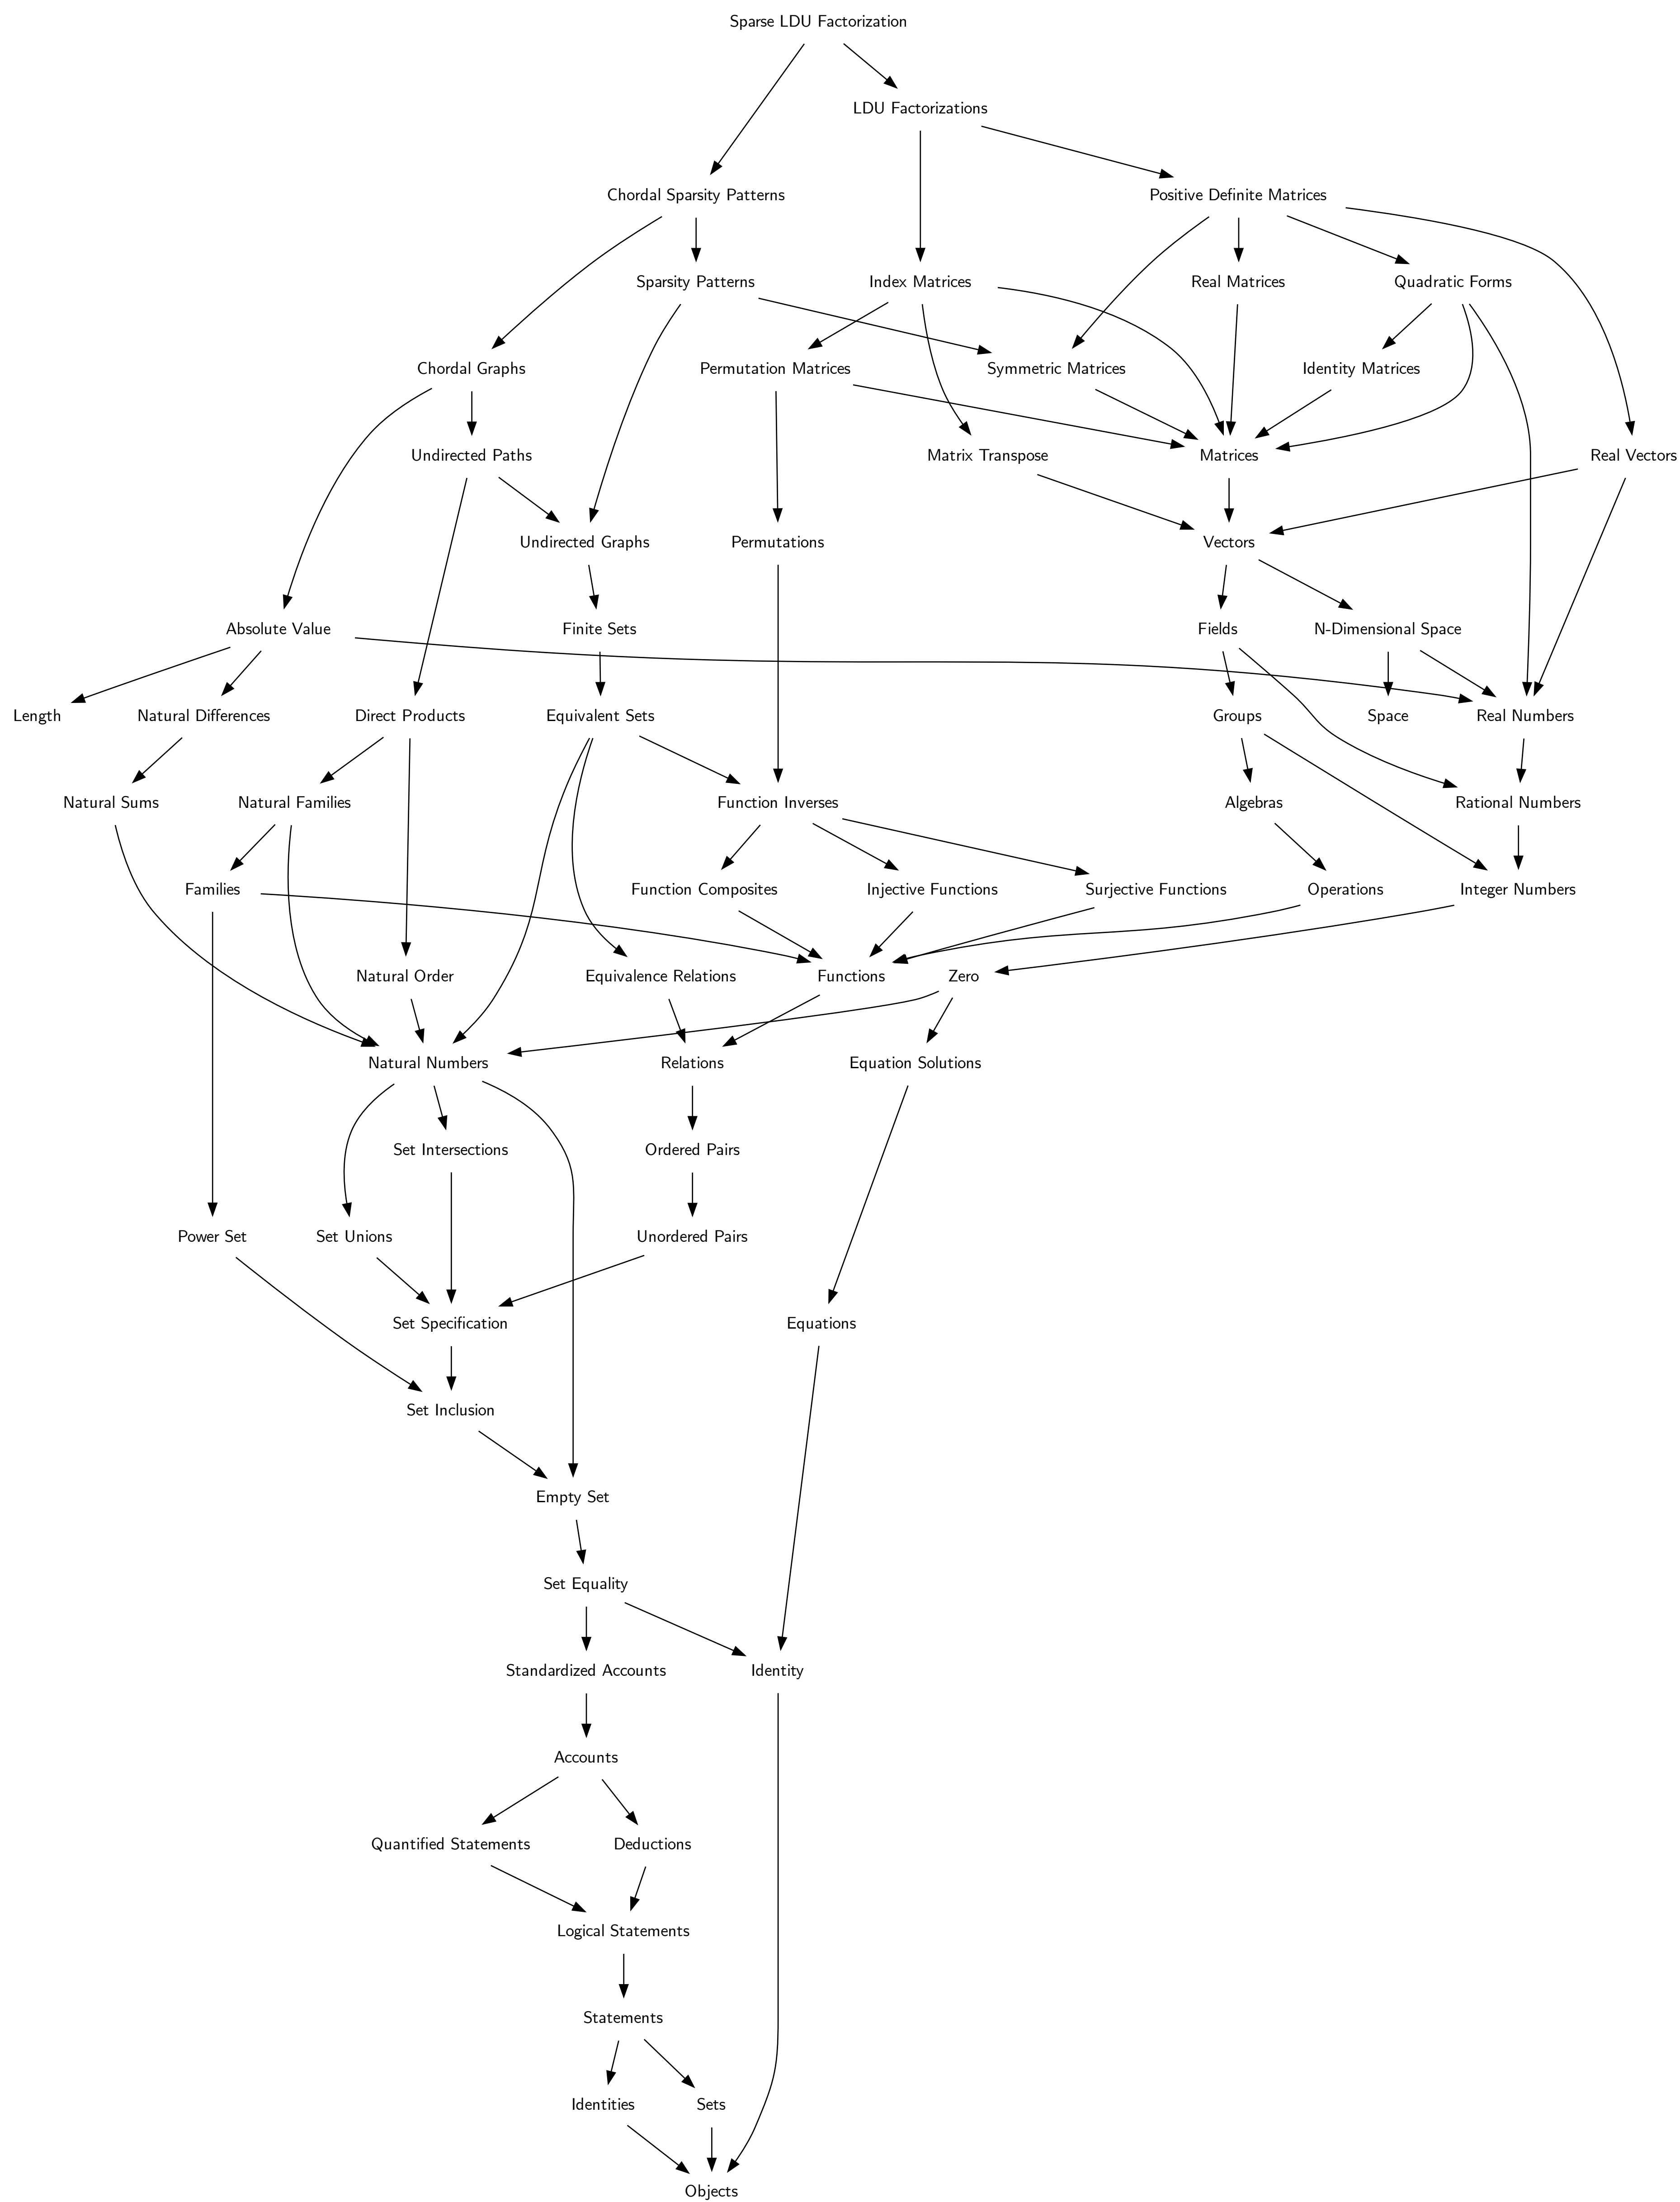 Sparse LDU Factorization
LDU Factorizations
Chordal Sparsity Patterns
Positive Definite Matrices
Sparsity Patterns
Index Matrices
Real Matrices
Quadratic Forms
Chordal Graphs
Permutation Matrices
Symmetric Matrices
Identity Matrices
Undirected Paths
Matrix Transpose
Matrices
Real Vectors
Undirected Graphs
Permutations
Vectors
Absolute Value
Finite Sets
Fields
N-Dimensional Space
Length
Natural Differences
Direct Products
Equivalent Sets
Groups
Space
Real Numbers
Natural Sums
Natural Families
Function Inverses
Algebras
Rational Numbers
Families
Function Composites
Injective Functions
Surjective Functions
Operations
Integer Numbers
Natural Order
Equivalence Relations
Functions
Zero
Natural Numbers
Relations
Equation Solutions
Set Intersections
Ordered Pairs
Power Set
Set Unions
Unordered Pairs
Set Specification
Equations
Set Inclusion
Empty Set
Set Equality
Standardized Accounts
Identity
Accounts
Quantified Statements
Deductions
Logical Statements
Statements
Identities
Sets
Objects